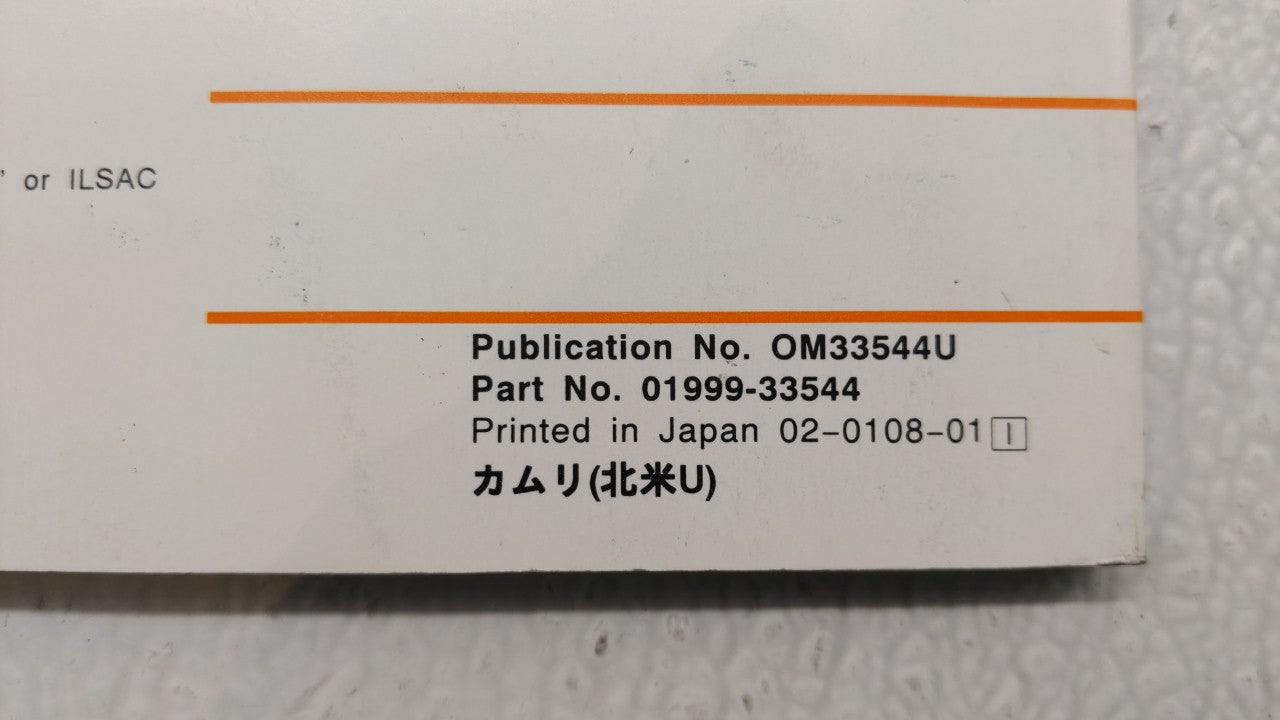 ” or ILSAC
Publication No. OM33544U
Part No. 01999-33544
Printed in Japan 02–0108–01 I
カムリ(北米U)